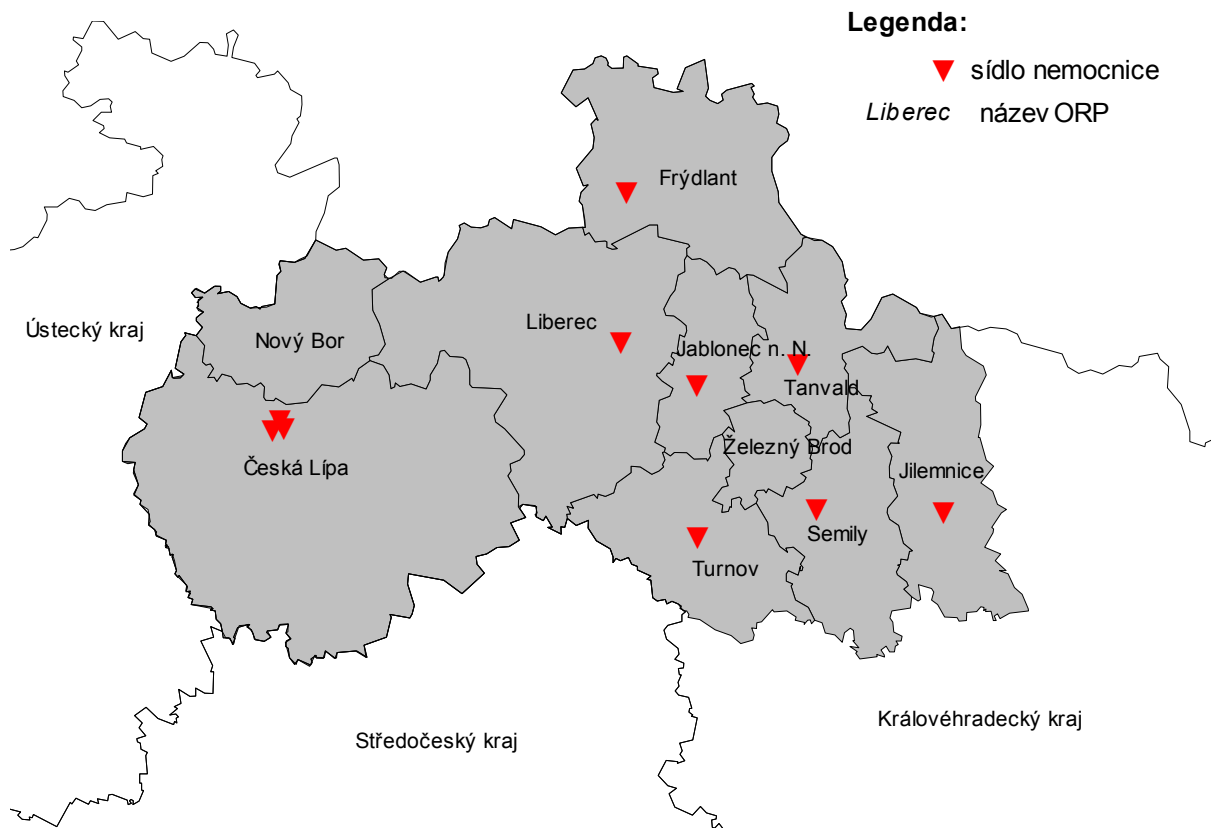 Legenda:
sídlo nemocnice
Liberec název ORP
Frýdlant
Ústecký kraj
Nový Bor
Liberec
Jablonec n. N.
Tanvald
Železný Brod
Česká Lípa
Jilemnice
Semily
Turnov
Středočeský kraj
Královéhradecký kraj